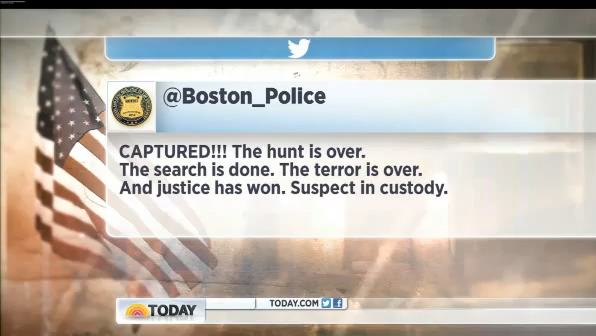 @Boston_Police
CAPTURED!!! The hunt is over.
The search is done. The terror is over.
And justice has won. Suspect in custody.
TODAY
TODAY.COM